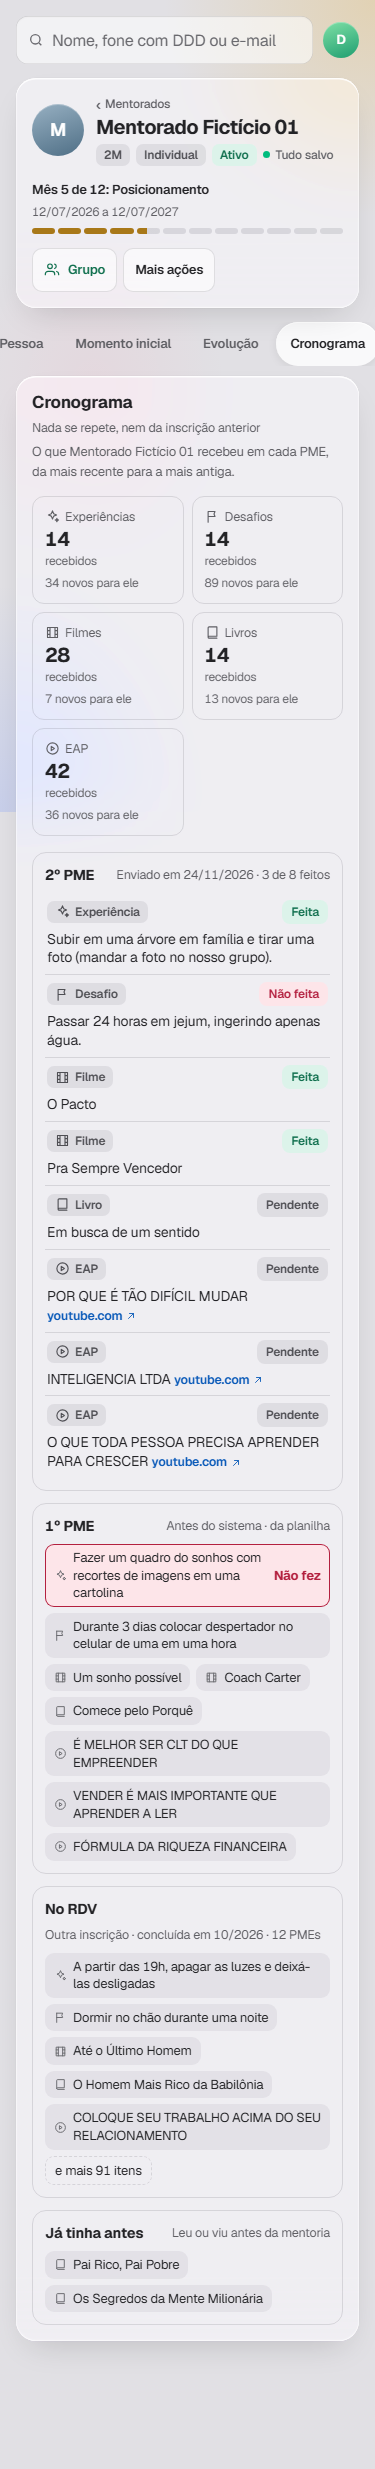 Nome, fone com DDD ou e-mail
D
M
‹ Mentorados
Mentorado Fictício 01
2M Individual Ativo Tudo salvo
Mês 5 de 12: Posicionamento
12/07/2026 a 12/07/2027
Grupo Mais ações
Pessoa Momento inicial Evolução Cronograma
Cronograma
Nada se repete, nem da inscrição anterior
O que Mentorado Fictício 01 recebeu em cada PME,
da mais recente para a mais antiga.
Experiências
14
recebidos
34 novos para ele
Desafios
14
recebidos
89 novos para ele
Filmes
28
recebidos
7 novos para ele
Livros
14
recebidos
13 novos para ele
EAP
42
recebidos
36 novos para ele
2º PME Enviado em 24/11/2026 · 3 de 8 feitos
Experiência Feita
Subir em uma árvore em família e tirar uma
foto (mandar a foto no nosso grupo).
Desafio Não feita
Passar 24 horas em jejum, ingerindo apenas
água.
Filme Feita
O Pacto
Filme Feita
Pra Sempre Vencedor
Livro Pendente
Em busca de um sentido
EAP Pendente
POR QUE É TÃO DIFÍCIL MUDAR
youtube.com ↗
EAP Pendente
INTELIGENCIA LTDA youtube.com ↗
EAP Pendente
O QUE TODA PESSOA PRECISA APRENDER
PARA CRESCER youtube.com ↗
1º PME Antes do sistema · da planilha
Fazer um quadro do sonhos com
recortes de imagens em uma
cartolina
Não fez
Durante 3 dias colocar despertador no
celular de uma em uma hora
Um sonho possível Coach Carter
Comece pelo Porquê
É MELHOR SER CLT DO QUE
EMPREENDER
VENDER É MAIS IMPORTANTE QUE
APRENDER A LER
FÓRMULA DA RIQUEZA FINANCEIRA
No RDV
Outra inscrição · concluída em 10/2026 · 12 PMEs
A partir das 19h, apagar as luzes e deixá-
las desligadas
Dormir no chão durante uma noite
Até o Último Homem
O Homem Mais Rico da Babilônia
COLOQUE SEU TRABALHO ACIMA DO SEU
RELACIONAMENTO
e mais 91 itens
Já tinha antes Leu ou viu antes da mentoria
Pai Rico, Pai Pobre
Os Segredos da Mente Milionária